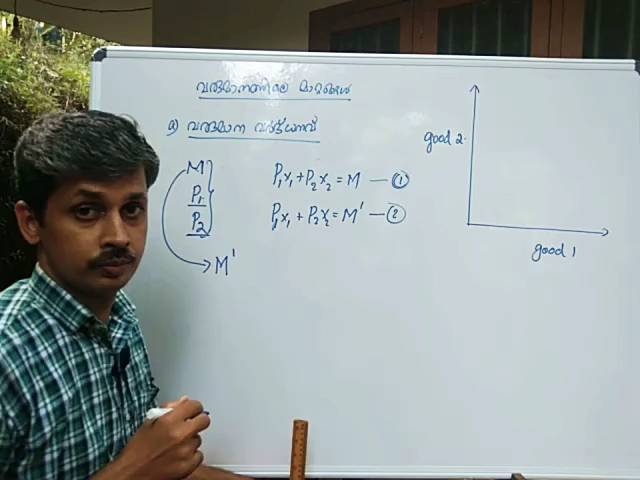 വരുമാനത്തിലെ മാറ്റങ്ങൾ
a) വരുമാന വർദ്ധനവ്
M
P₁x₁ + P₂x₂ = M — ①
P₁
P₂
P₁x₁ + P₂x₂ = M' — ②
M'
good 2
good 1